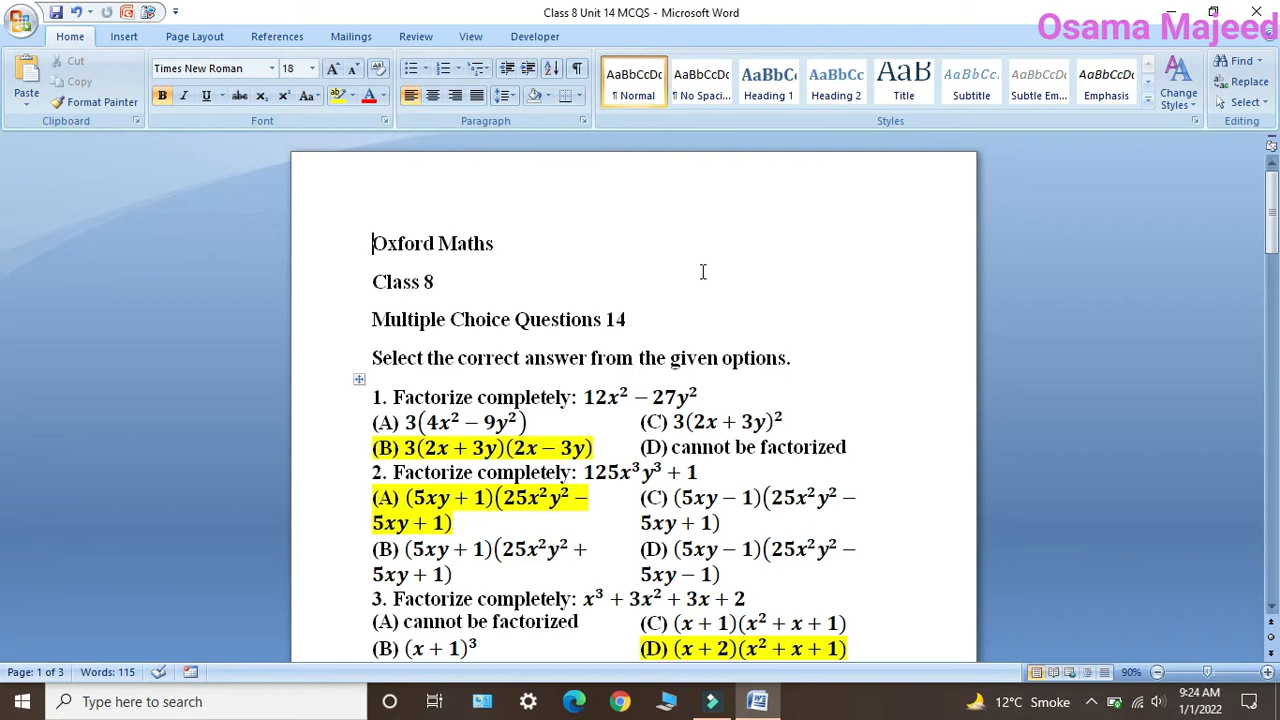 Class 8 Unit 14 MCQS - Microsoft Word
Osama Majeed
Home Insert Page Layout References Mailings Review View Developer
Paste
Cut
Copy
Format Painter
Clipboard
Times New Roman 18
B I U abe x₂ x² Aa
Font
Paragraph
AaBbCcDc AaBbCcDc AaBbCc AaBbCc AaB AaBbCc. AaBbCcDc AaBbCcDc
¶ Normal ¶ No Spaci... Heading 1 Heading 2 Title Subtitle Subtle Em... Emphasis
Styles
Change Styles
Find
Replace
Select
Editing
Oxford Maths
Class 8
Multiple Choice Questions 14
Select the correct answer from the given options.
1. Factorize completely: 12x² − 27y²
(A) 3(4x² − 9y²) (C) 3(2x + 3y)²
(B) 3(2x + 3y)(2x − 3y) (D) cannot be factorized
2. Factorize completely: 125x³y³ + 1
(A) (5xy + 1)(25x²y² − (C) (5xy − 1)(25x²y² −
5xy + 1) 5xy + 1)
(B) (5xy + 1)(25x²y² + (D) (5xy − 1)(25x²y² −
5xy + 1) 5xy − 1)
3. Factorize completely: x³ + 3x² + 3x + 2
(A) cannot be factorized (C) (x + 1)(x² + x + 1)
(B) (x + 1)³ (D) (x + 2)(x² + x + 1)
Page: 1 of 3 Words: 115 90%
Type here to search 12°C Smoke 9:24 AM
1/1/2022